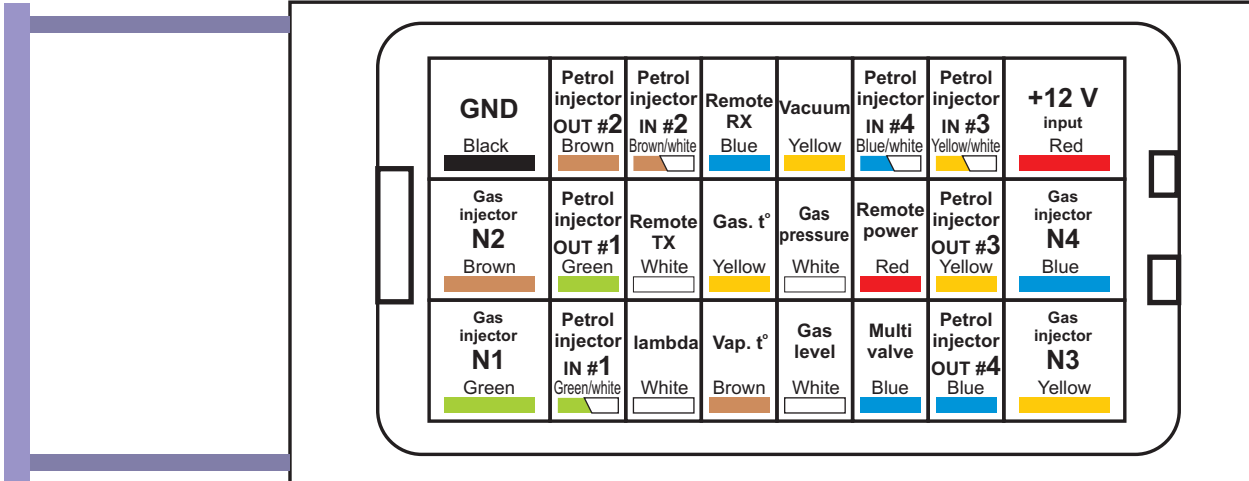 GND
Black
Petrol
injector
OUT #2
Brown
Petrol
injector
IN #2
Brown/white
Remote
RX
Blue
Vacuum
Yellow
Petrol
injector
IN #4
Blue/white
Petrol
injector
IN #3
Yellow/white
+12 V
input
Red
Gas
injector
N2
Brown
Petrol
injector
OUT #1
Green
Remote
TX
White
Gas. t°
Yellow
Gas
pressure
White
Remote
power
Red
Petrol
injector
OUT #3
Yellow
Gas
injector
N4
Blue
Gas
injector
N1
Green
Petrol
injector
IN #1
Green/white
lambda
White
Vap. t°
Brown
Gas
level
White
Multi
valve
Blue
Petrol
injector
OUT #4
Blue
Gas
injector
N3
Yellow